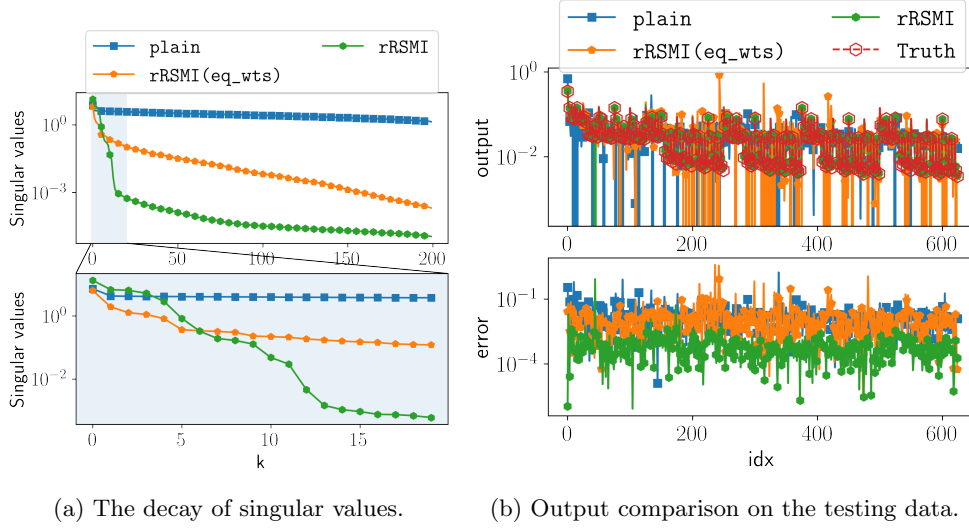 plain
rRSMI
rRSMI(eq_wts)
Singular values
10^0
10^{-3}
0
50
100
150
200
Singular values
10^0
10^{-2}
0
5
10
15
k
(a) The decay of singular values.
plain
rRSMI
rRSMI(eq_wts)
Truth
output
10^0
10^{-2}
0
200
400
600
error
10^{-1}
10^{-4}
0
200
400
600
idx
(b) Output comparison on the testing data.